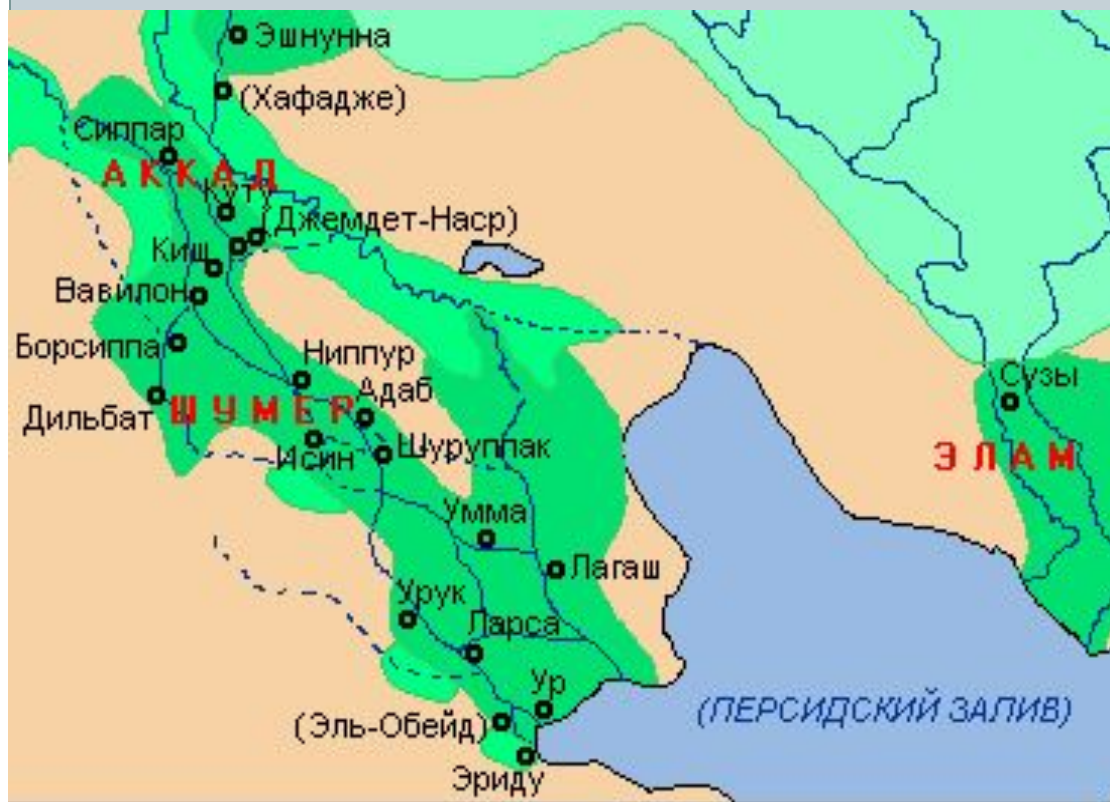 Эшнунна
(Хафадже)
Сиппар
АККАД
Куту
(Джемдет-Наср)
Киш
Вавилон
Борсиппа
Ниппур
Адаб
Сузы
Дильбат
ШУМЕР
Исин
Шуруппак
ЭЛАМ
Умма
Лагаш
Урук
Ларса
Ур
(ПЕРСИДСКИЙ ЗАЛИВ)
(Эль-Обейд)
Эриду